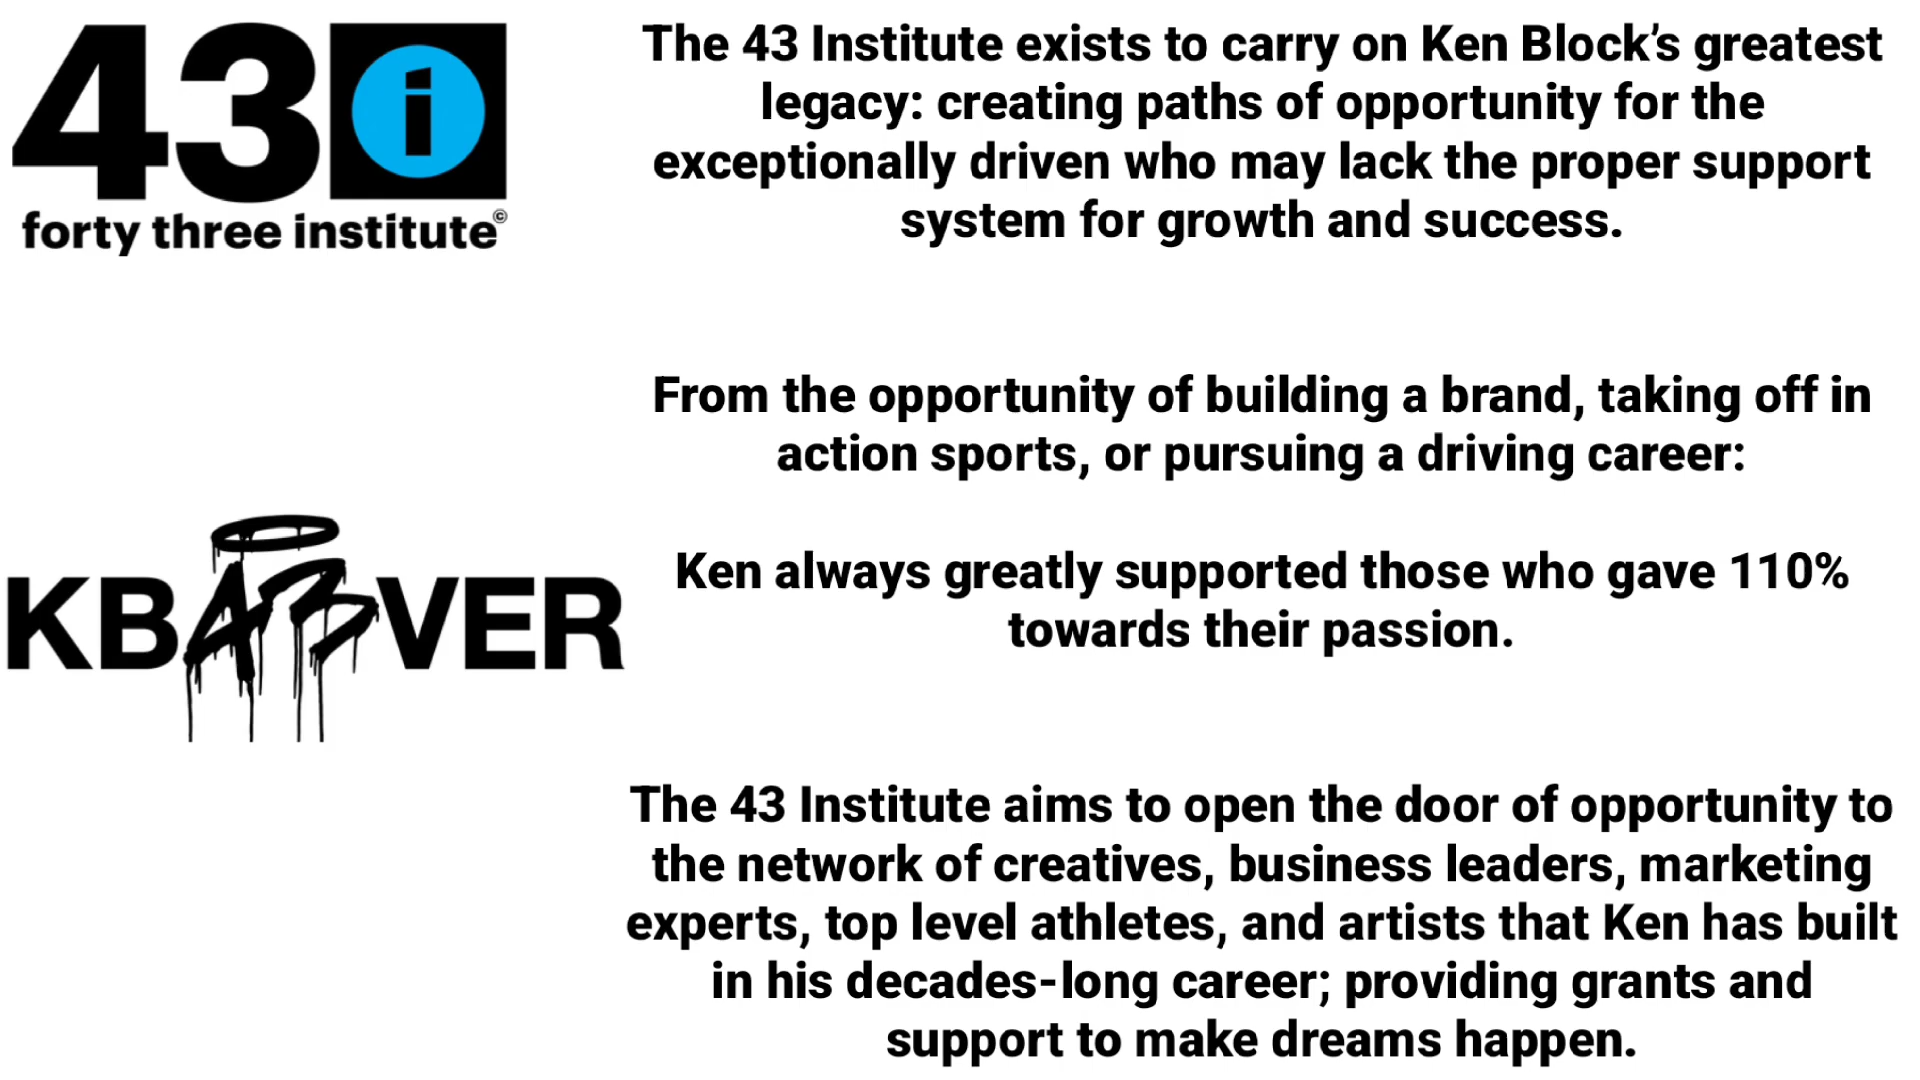 43i
forty three institute©
The 43 Institute exists to carry on Ken Block’s greatest
legacy: creating paths of opportunity for the
exceptionally driven who may lack the proper support
system for growth and success.
From the opportunity of building a brand, taking off in
action sports, or pursuing a driving career:
KB43VER
Ken always greatly supported those who gave 110%
towards their passion.
The 43 Institute aims to open the door of opportunity to
the network of creatives, business leaders, marketing
experts, top level athletes, and artists that Ken has built
in his decades-long career; providing grants and
support to make dreams happen.